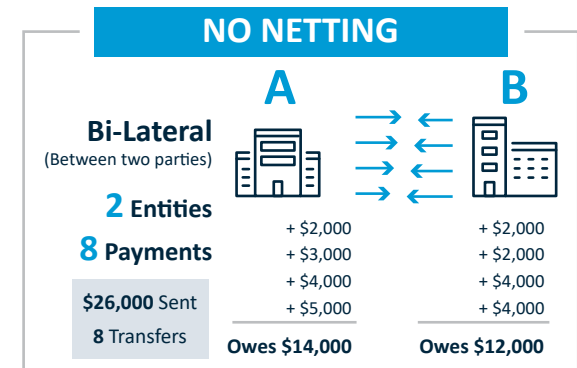 NO NETTING
A
B
Bi-Lateral
(Between two parties)
2 Entities
8 Payments
$26,000 Sent
8 Transfers
+ $2,000
+ $3,000
+ $4,000
+ $5,000
Owes $14,000
+ $2,000
+ $2,000
+ $4,000
+ $4,000
Owes $12,000